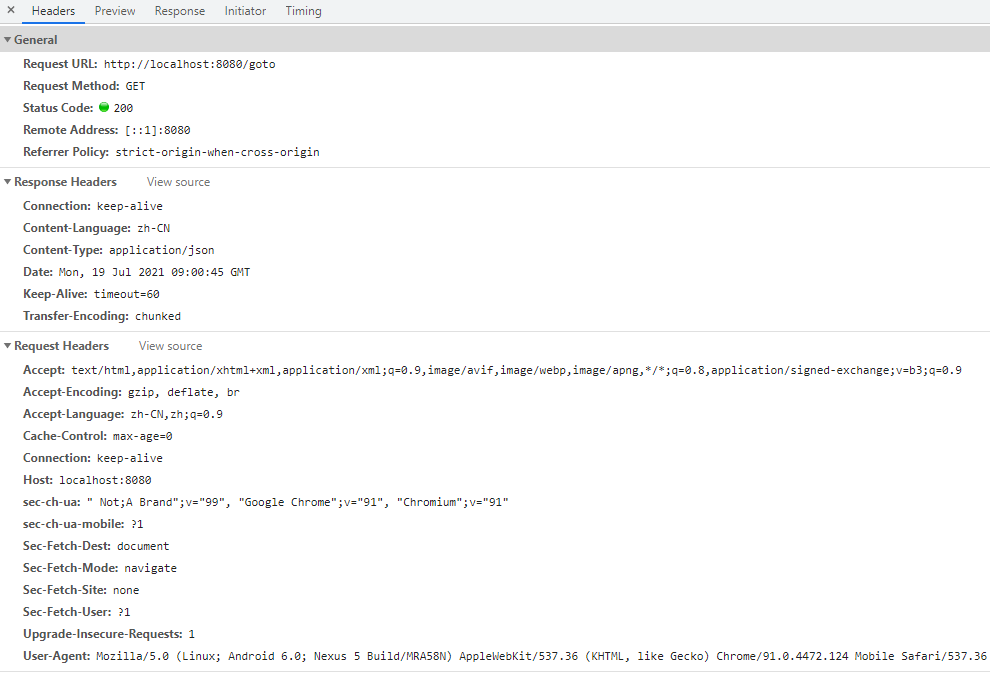 × Headers Preview Response Initiator Timing
▼ General
Request URL: http://localhost:8080/goto
Request Method: GET
Status Code: 200
Remote Address: [::1]:8080
Referrer Policy: strict-origin-when-cross-origin
▼ Response Headers View source
Connection: keep-alive
Content-Language: zh-CN
Content-Type: application/json
Date: Mon, 19 Jul 2021 09:00:45 GMT
Keep-Alive: timeout=60
Transfer-Encoding: chunked
▼ Request Headers View source
Accept: text/html,application/xhtml+xml,application/xml;q=0.9,image/avif,image/webp,image/apng,*/*;q=0.8,application/signed-exchange;v=b3;q=0.9
Accept-Encoding: gzip, deflate, br
Accept-Language: zh-CN,zh;q=0.9
Cache-Control: max-age=0
Connection: keep-alive
Host: localhost:8080
sec-ch-ua: " Not;A Brand";v="99", "Google Chrome";v="91", "Chromium";v="91"
sec-ch-ua-mobile: ?1
Sec-Fetch-Dest: document
Sec-Fetch-Mode: navigate
Sec-Fetch-Site: none
Sec-Fetch-User: ?1
Upgrade-Insecure-Requests: 1
User-Agent: Mozilla/5.0 (Linux; Android 6.0; Nexus 5 Build/MRA58N) AppleWebKit/537.36 (KHTML, like Gecko) Chrome/91.0.4472.124 Mobile Safari/537.36